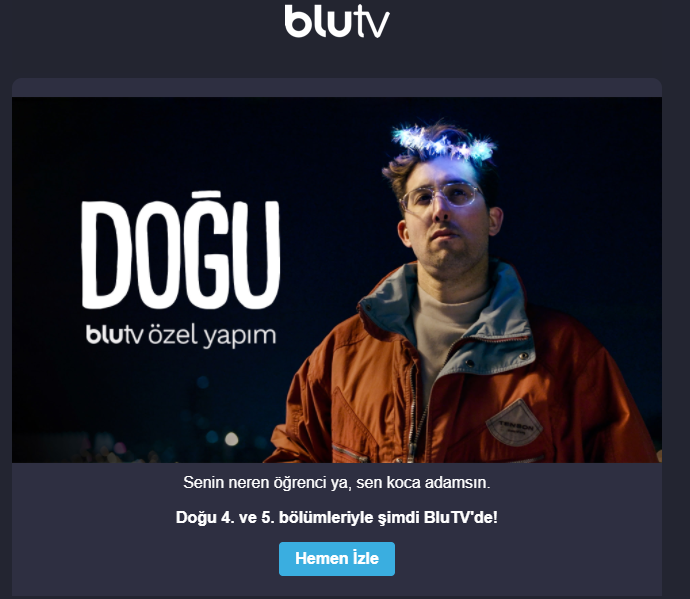 blutv
DOĞU
blutv özel yapım
TENSON
Senin neren öğrenci ya, sen koca adamsın.
Doğu 4. ve 5. bölümleriyle şimdi BluTV'de!
Hemen İzle